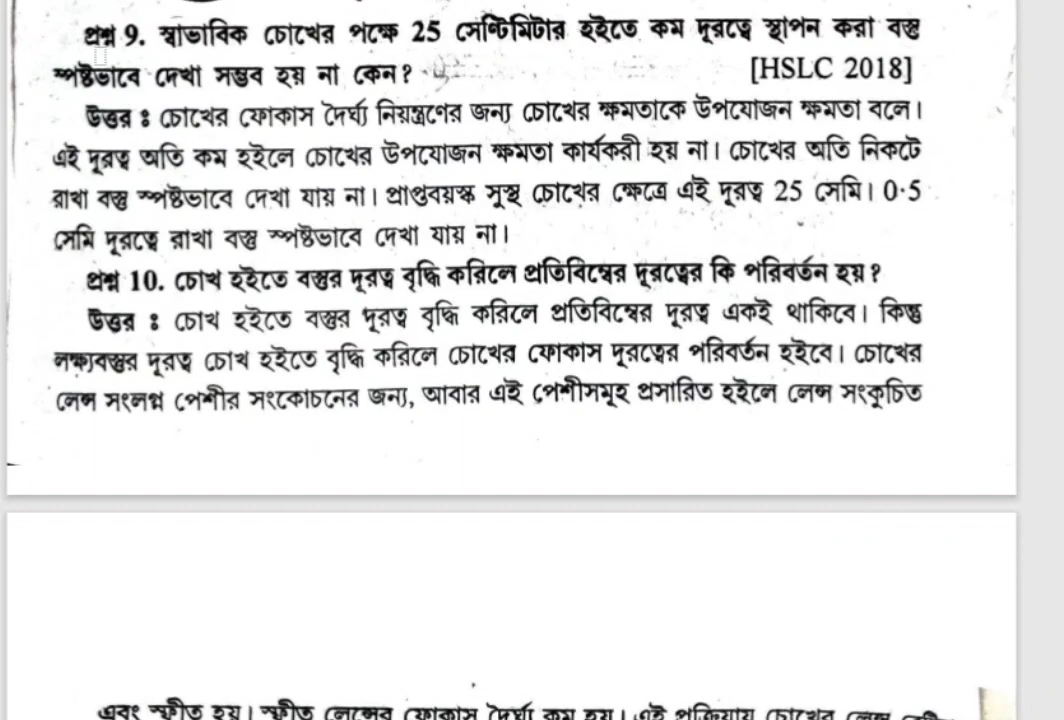 প্রশ্ন 9. স্বাভাবিক চোখের পক্ষে 25 সেন্টিমিটার হইতে কম দূরত্বে স্থাপন করা বস্তু
স্পষ্টভাবে দেখা সম্ভব হয় না কেন? [HSLC 2018]
উত্তর : চোখের ফোকাস দৈর্ঘ্য নিয়ন্ত্রণের জন্য চোখের ক্ষমতাকে উপযোজন ক্ষমতা বলে।
এই দূরত্ব অতি কম হইলে চোখের উপযোজন ক্ষমতা কার্যকরী হয় না। চোখের অতি নিকটে
রাখা বস্তু স্পষ্টভাবে দেখা যায় না। প্রাপ্তবয়স্ক সুস্থ চোখের ক্ষেত্রে এই দূরত্ব 25 সেমি। 0·5
সেমি দূরত্বে রাখা বস্তু স্পষ্টভাবে দেখা যায় না।
প্রশ্ন 10. চোখ হইতে বস্তুর দূরত্ব বৃদ্ধি করিলে প্রতিবিম্বের দূরত্বের কি পরিবর্তন হয়?
উত্তর : চোখ হইতে বস্তুর দূরত্ব বৃদ্ধি করিলে প্রতিবিম্বের দূরত্ব একই থাকিবে। কিন্তু
লক্ষ্যবস্তুর দূরত্ব চোখ হইতে বৃদ্ধি করিলে চোখের ফোকাস দূরত্বের পরিবর্তন হইবে। চোখের
লেন্স সংলগ্ন পেশীর সংকোচনের জন্য, আবার এই পেশীসমূহ প্রসারিত হইলে লেন্স সংকুচিত
এবং স্ফীত হয়। স্ফীত লেন্সের ফোকাস দৈর্ঘ্য কম হয়। এই প্রক্রিয়ায় চোখের লেন্স